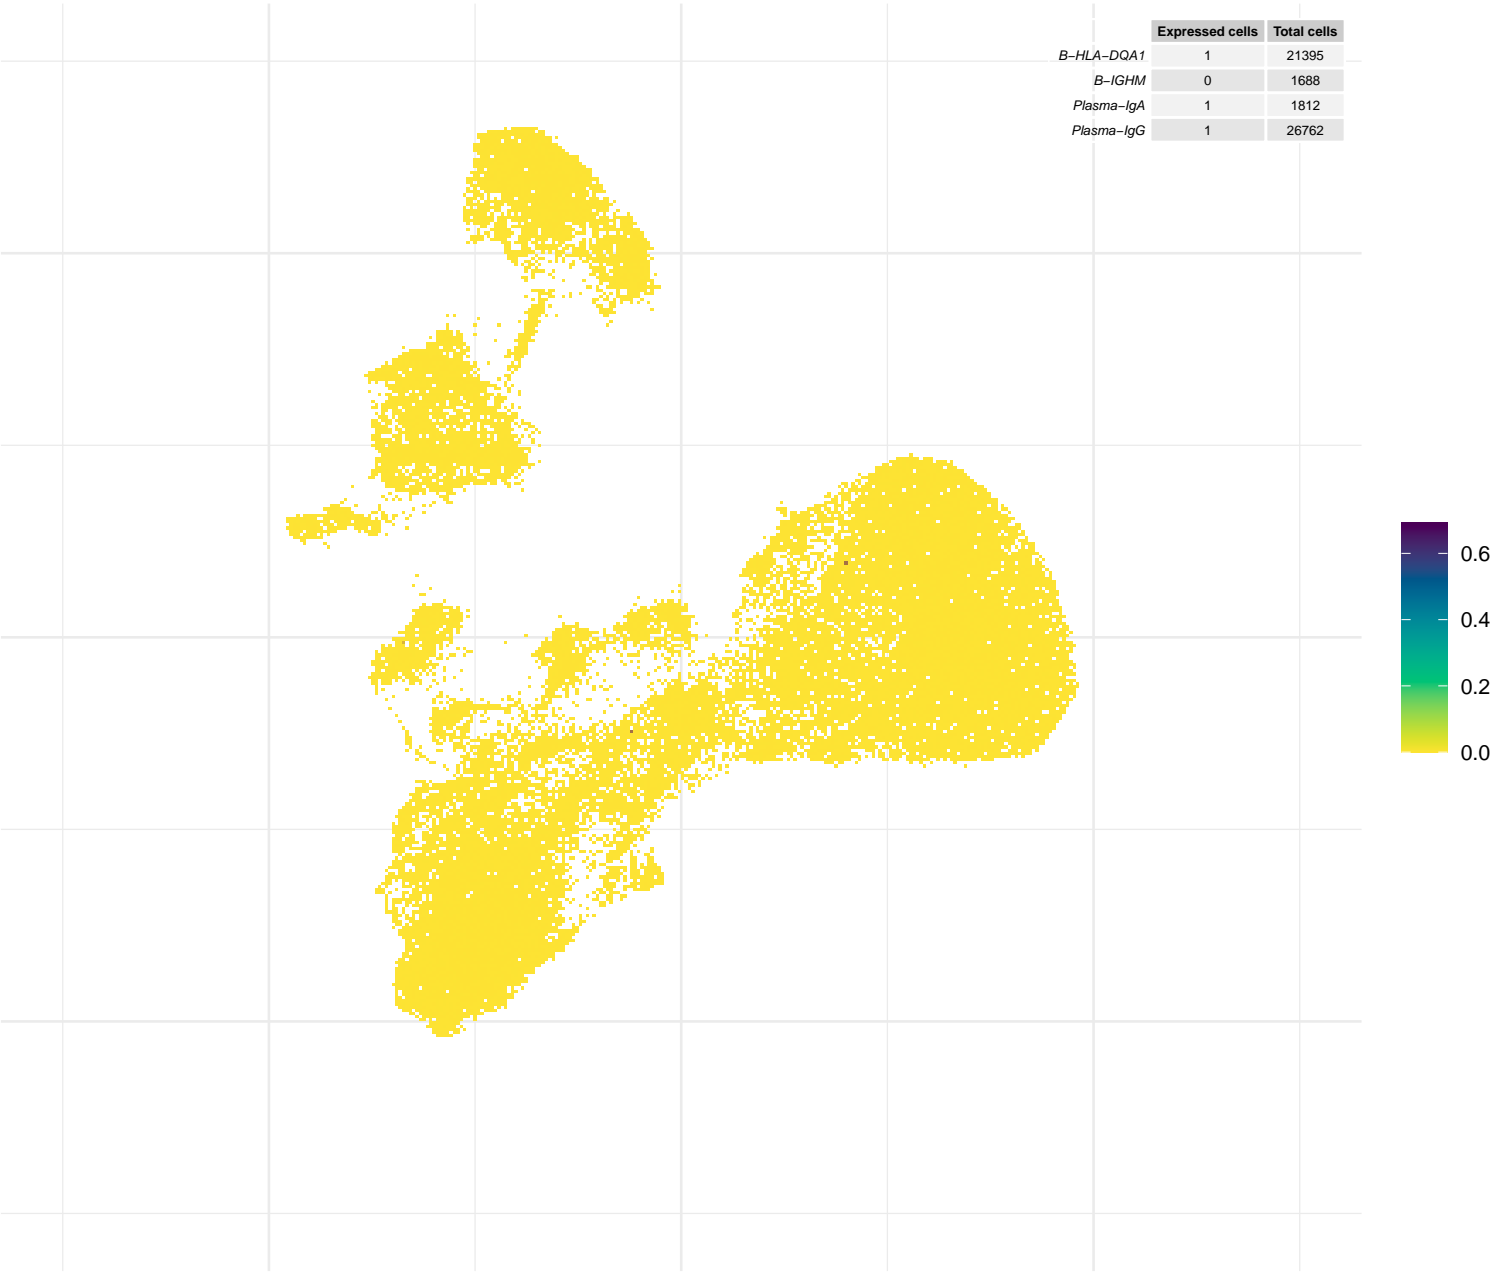 Expressed cells Total cells
B−HLA−DQA1 1 21395
B−IGHM 0 1688
Plasma−IgA 1 1812
Plasma−IgG 1 26762
0.6
0.4
0.2
0.0